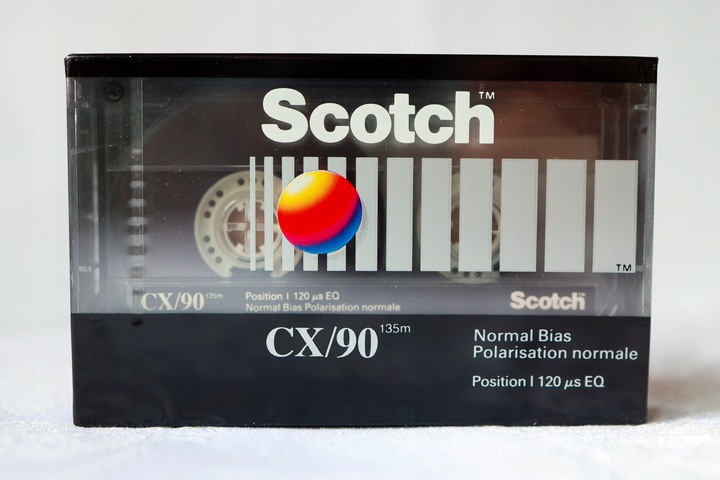 Scotch™
™
CX/90 135m
Position I 120 µs EQ
Normal Bias Polarisation normale
Scotch™
CX/90 135m
Normal Bias
Polarisation normale
Position I 120 µs EQ